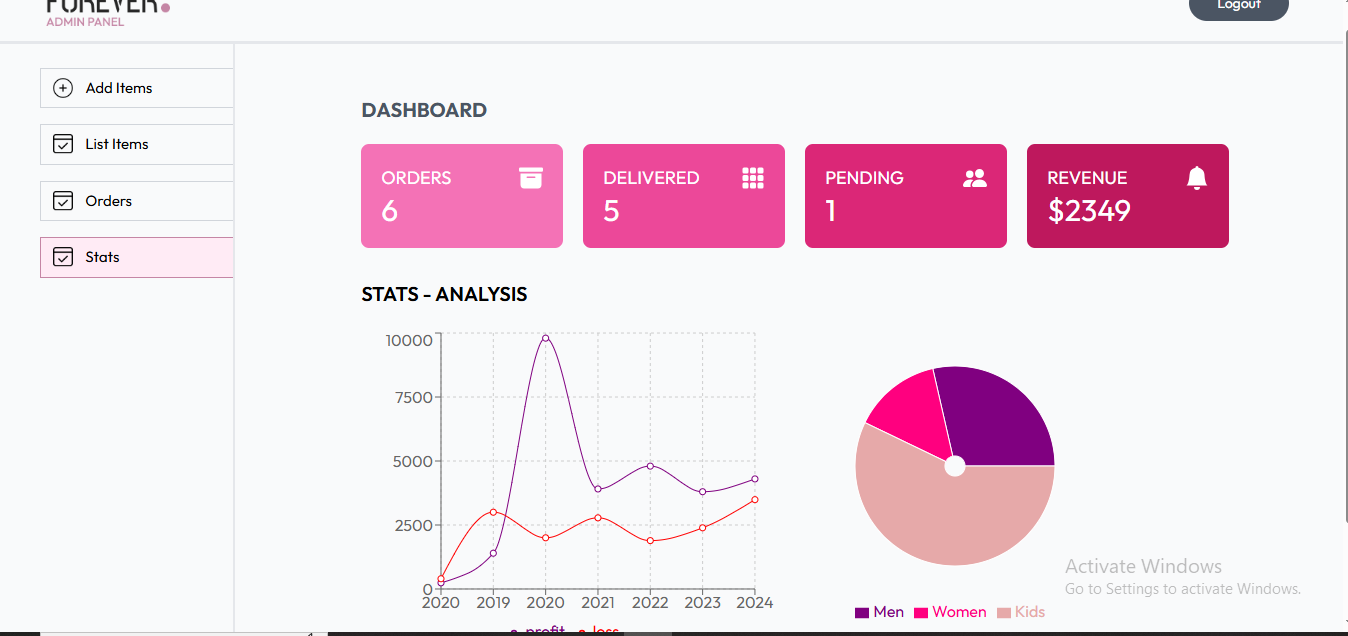 FOREVER.
ADMIN PANEL
Logout
Add Items
List Items
Orders
Stats
DASHBOARD
ORDERS
6
DELIVERED
5
PENDING
1
REVENUE
$2349
STATS - ANALYSIS
10000
7500
5000
2500
0
2020 2019 2020 2021 2022 2023 2024
profit loss
Men Women Kids
Activate Windows
Go to Settings to activate Windows.